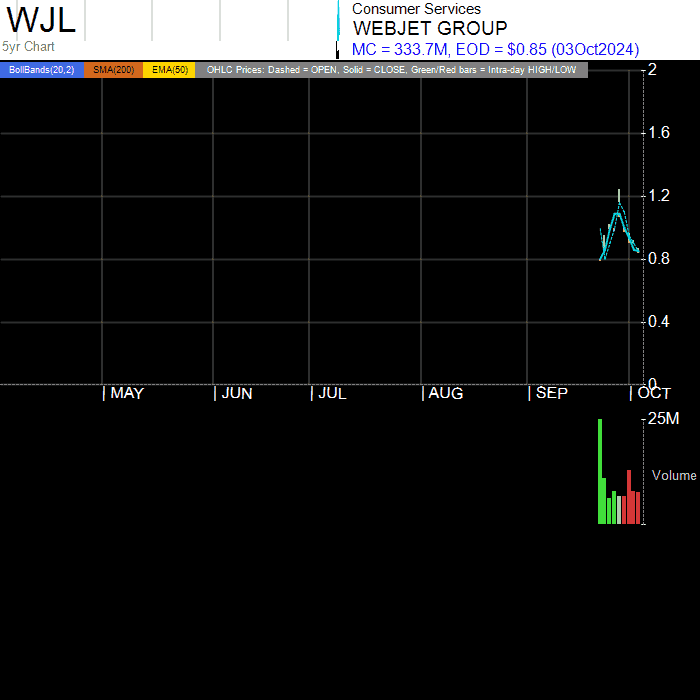 WJL
5yr Chart
Consumer Services
WEBJET GROUP
MC = 333.7M, EOD = $0.85 (03Oct2024)
BollBands(20,2) SMA(200) EMA(50) OHLC Prices: Dashed = OPEN, Solid = CLOSE, Green/Red bars = Intra-day HIGH/LOW
2
1.6
1.2
0.8
0.4
0
| MAY | JUN | JUL | AUG | SEP | OCT
25M
Volume